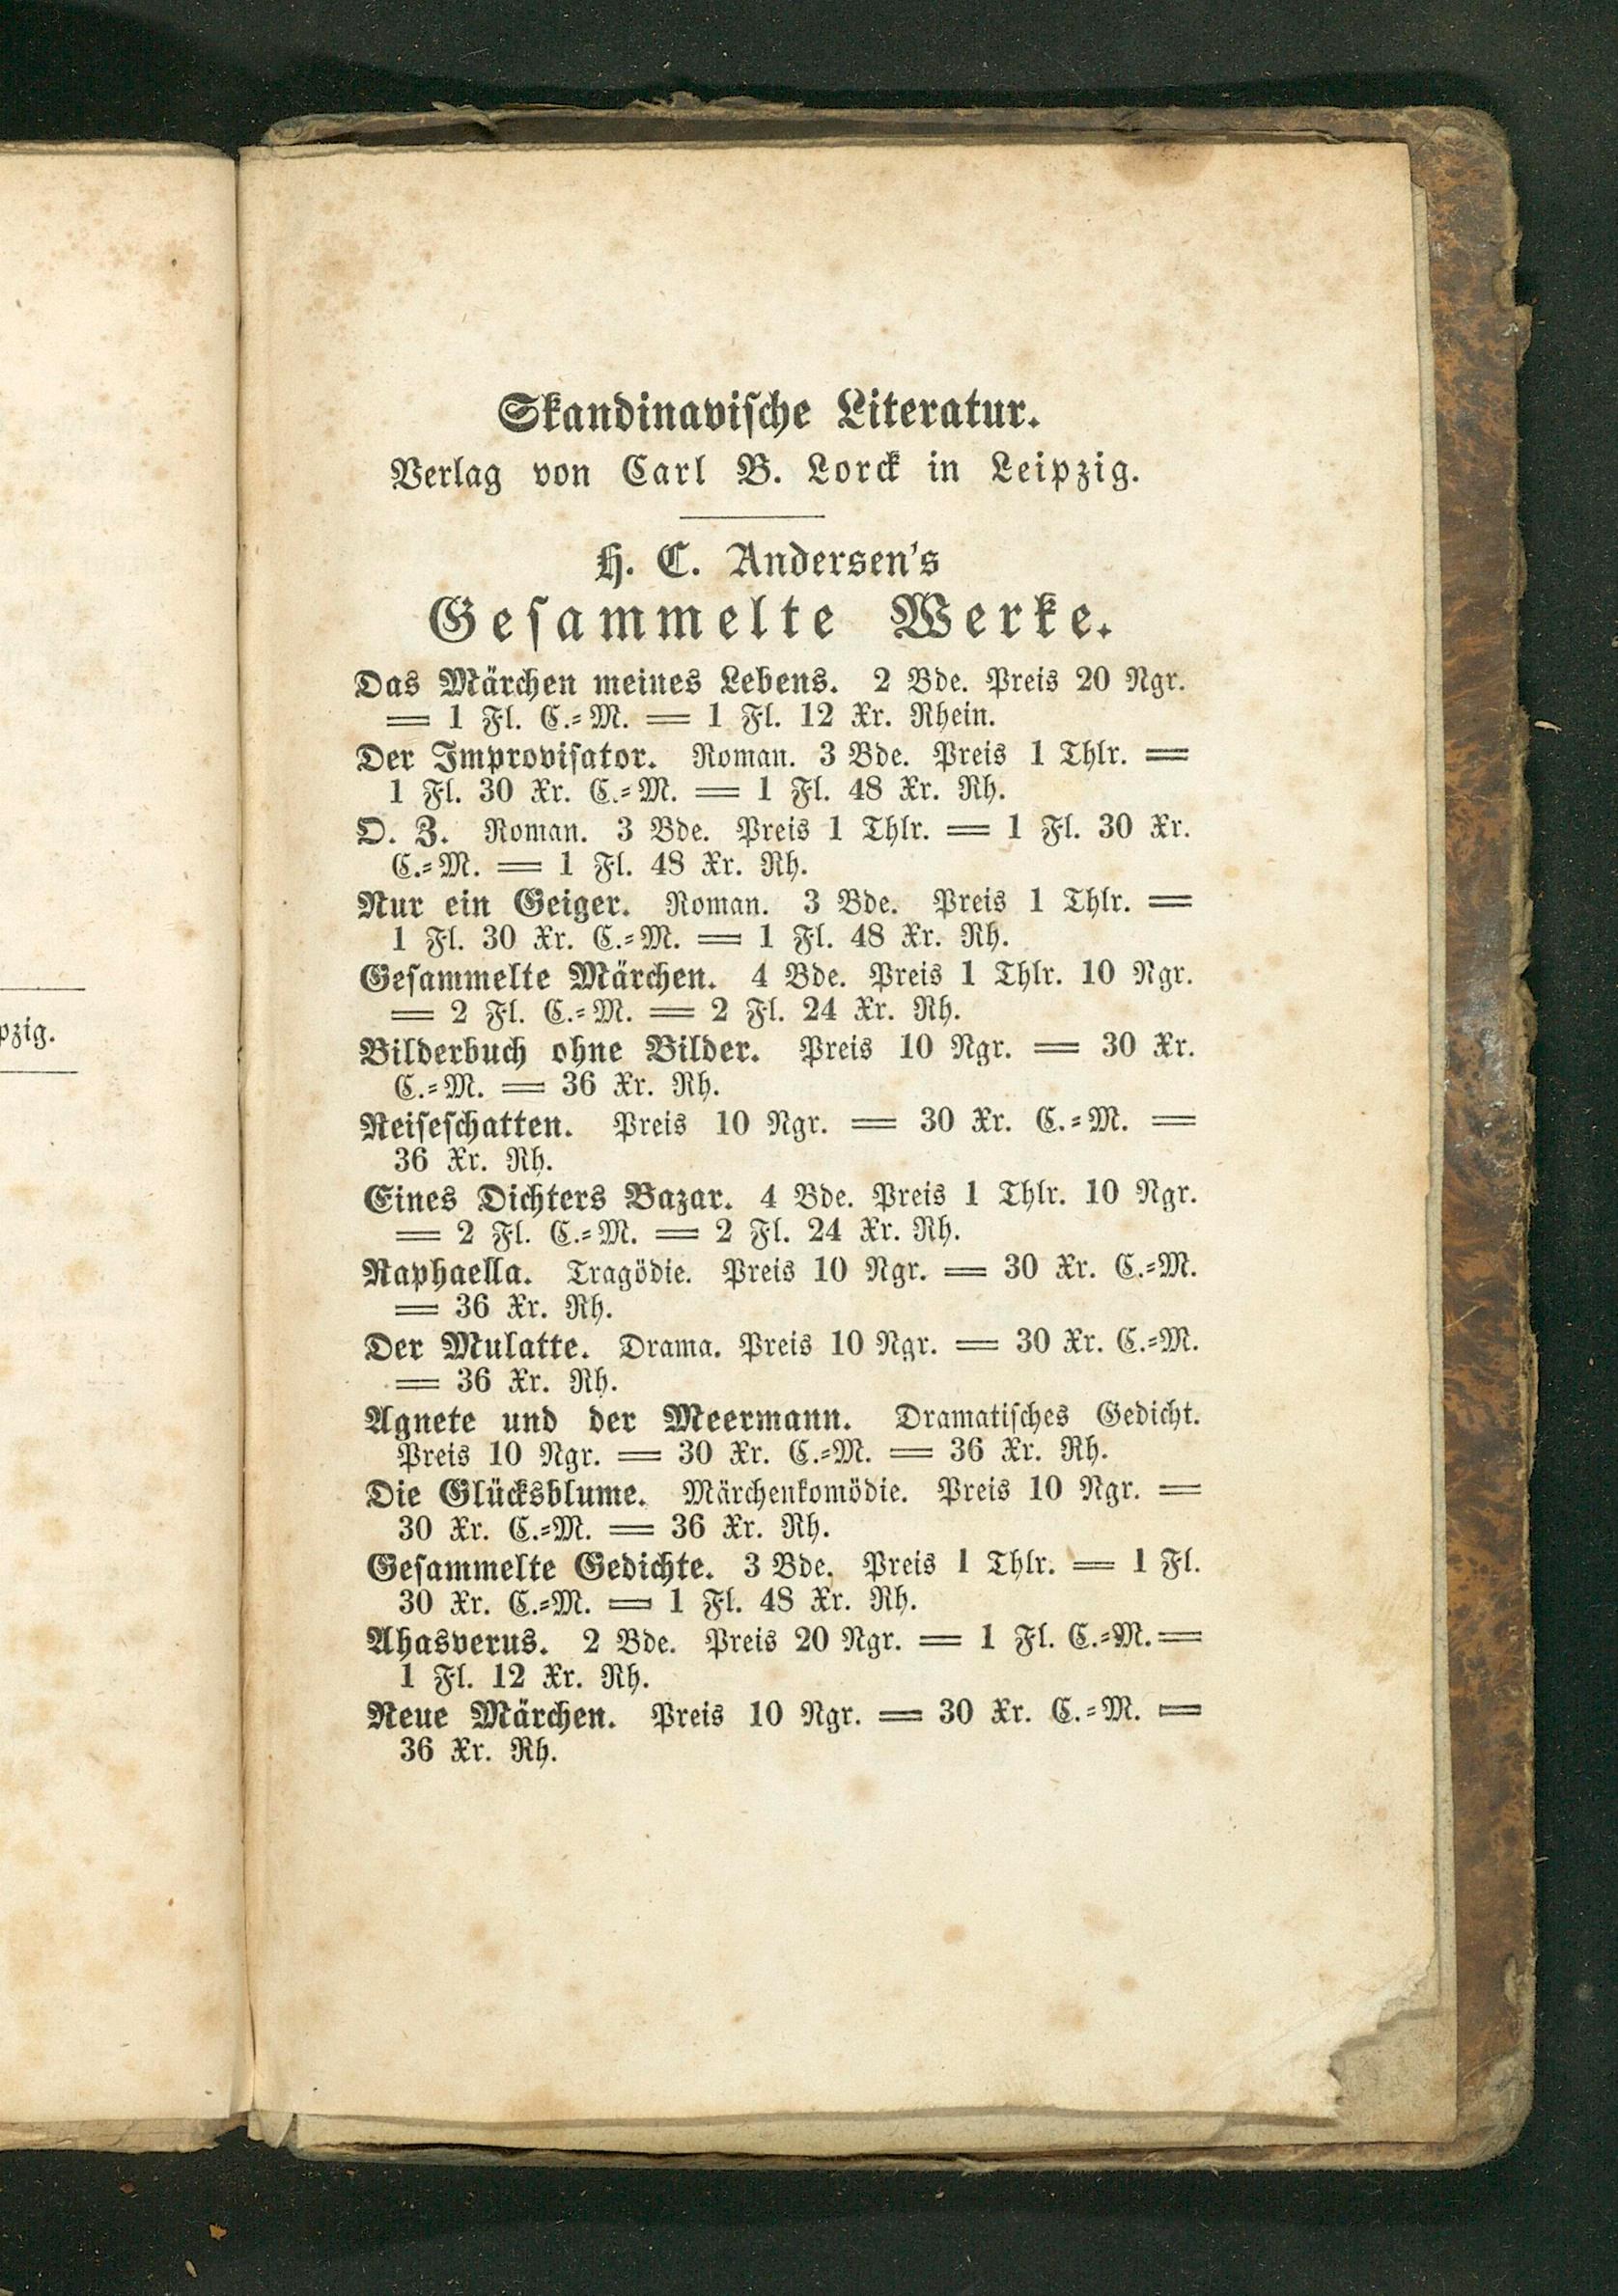 pzig.
Skandinavische Literatur.
Verlag von Carl B. Lorck in Leipzig.
H. C. Andersen's
Gesammelte Werke.
Das Märchen meines Lebens. 2 Bde. Preis 20 Ngr.
= 1 Fl. C.=M. = 1 Fl. 12 Xr. Rhein.
Der Improvisator. Roman. 3 Bde. Preis 1 Thlr. =
1 Fl. 30 Xr. C.=M. = 1 Fl. 48 Xr. Rh.
O. Z. Roman. 3 Bde. Preis 1 Thlr. = 1 Fl. 30 Xr.
C.=M. = 1 Fl. 48 Xr. Rh.
Nur ein Geiger. Roman. 3 Bde. Preis 1 Thlr. =
1 Fl. 30 Xr. C.=M. = 1 Fl. 48 Xr. Rh.
Gesammelte Märchen. 4 Bde. Preis 1 Thlr. 10 Ngr.
= 2 Fl. C.=M. = 2 Fl. 24 Xr. Rh.
Bilderbuch ohne Bilder. Preis 10 Ngr. = 30 Xr.
C.=M. = 36 Xr. Rh.
Reiseschatten. Preis 10 Ngr. = 30 Xr. C.=M. =
36 Xr. Rh.
Eines Dichters Bazar. 4 Bde. Preis 1 Thlr. 10 Ngr.
= 2 Fl. C.=M. = 2 Fl. 24 Xr. Rh.
Raphaella. Tragödie. Preis 10 Ngr. = 30 Xr. C.=M.
= 36 Xr. Rh.
Der Mulatte. Drama. Preis 10 Ngr. = 30 Xr. C.=M.
= 36 Xr. Rh.
Agnete und der Meermann. Dramatisches Gedicht.
Preis 10 Ngr. = 30 Xr. C.=M. = 36 Xr. Rh.
Die Glücksblume. Märchenkomödie. Preis 10 Ngr. =
30 Xr. C.=M. = 36 Xr. Rh.
Gesammelte Gedichte. 3 Bde. Preis 1 Thlr. = 1 Fl.
30 Xr. C.=M. = 1 Fl. 48 Xr. Rh.
Ahasverus. 2 Bde. Preis 20 Ngr. = 1 Fl. C.=M. =
1 Fl. 12 Xr. Rh.
Neue Märchen. Preis 10 Ngr. = 30 Xr. C.=M. =
36 Xr. Rh.